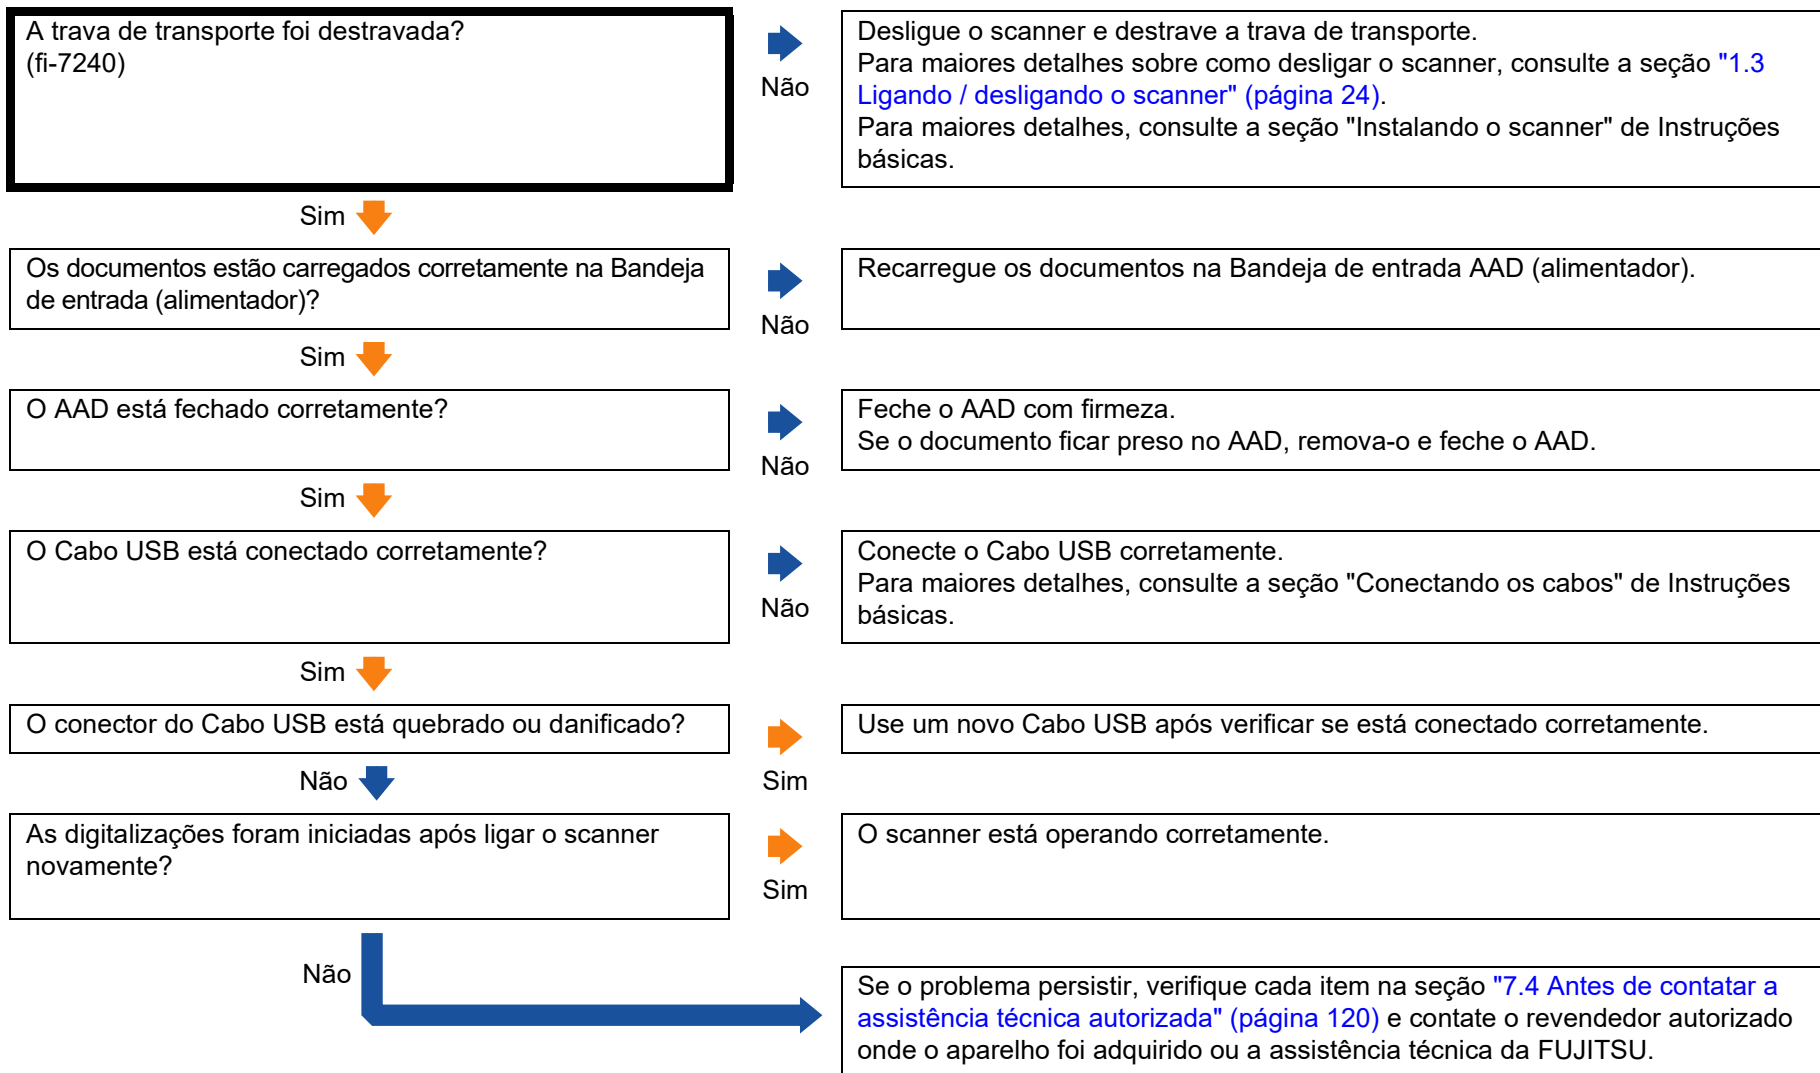 A trava de transporte foi destravada?
(fi-7240)
Não
Desligue o scanner e destrave a trava de transporte.
Para maiores detalhes sobre como desligar o scanner, consulte a seção "1.3
Ligando / desligando o scanner" (página 24).
Para maiores detalhes, consulte a seção "Instalando o scanner" de Instruções
básicas.
Sim
Os documentos estão carregados corretamente na Bandeja
de entrada (alimentador)?
Não
Recarregue os documentos na Bandeja de entrada AAD (alimentador).
Sim
O AAD está fechado corretamente?
Não
Feche o AAD com firmeza.
Se o documento ficar preso no AAD, remova-o e feche o AAD.
Sim
O Cabo USB está conectado corretamente?
Não
Conecte o Cabo USB corretamente.
Para maiores detalhes, consulte a seção "Conectando os cabos" de Instruções
básicas.
Sim
O conector do Cabo USB está quebrado ou danificado?
Sim
Use um novo Cabo USB após verificar se está conectado corretamente.
Não
As digitalizações foram iniciadas após ligar o scanner
novamente?
Sim
O scanner está operando corretamente.
Não
Se o problema persistir, verifique cada item na seção "7.4 Antes de contatar a
assistência técnica autorizada" (página 120) e contate o revendedor autorizado
onde o aparelho foi adquirido ou a assistência técnica da FUJITSU.